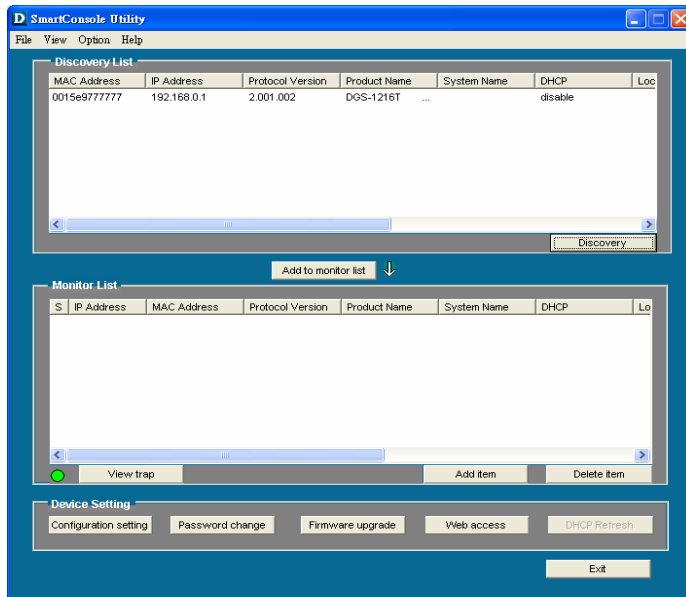 D SmartConsole Utility
File View Option Help
Discovery List
MAC Address IP Address Protocol Version Product Name System Name DHCP Loc
0015e9777777 192.168.0.1 2.001.002 DGS-1216T ... disable
Discovery
Add to monitor list
Monitor List
S IP Address MAC Address Protocol Version Product Name System Name DHCP Lo
View trap Add item Delete item
Device Setting
Configuration setting Password change Firmware upgrade Web access DHCP Refresh
Exit